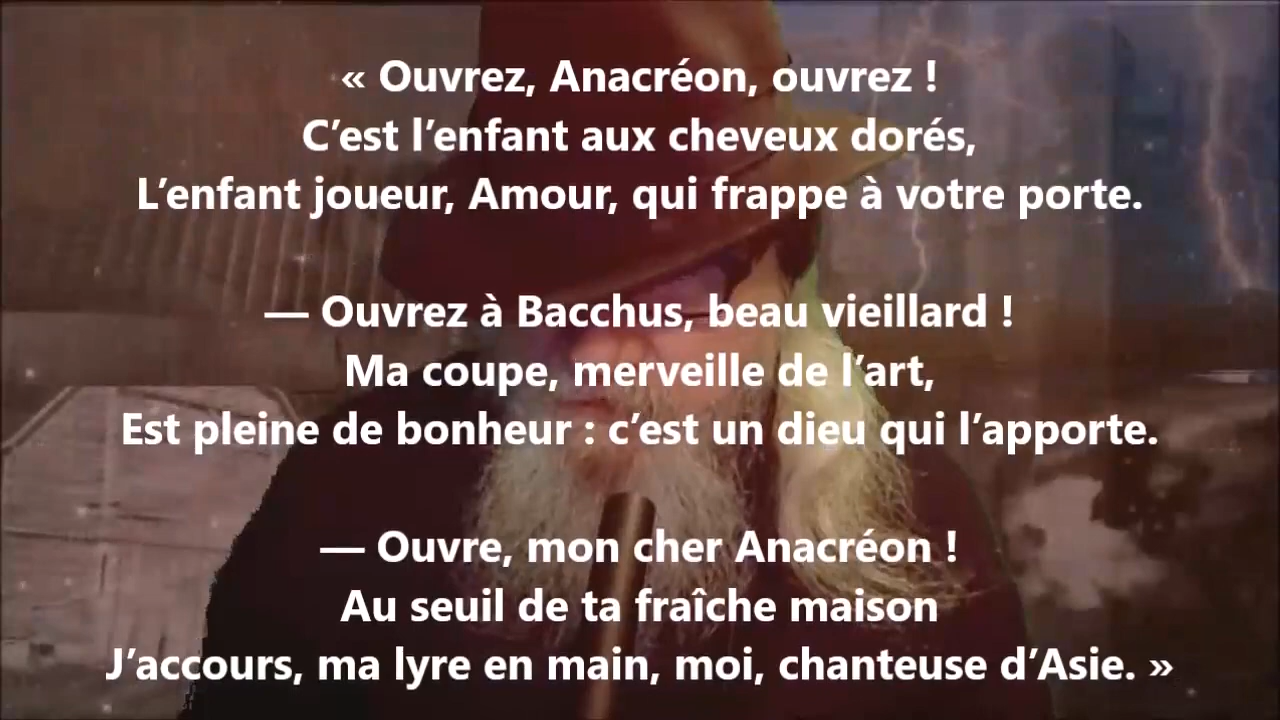 « Ouvrez, Anacréon, ouvrez !
C’est l’enfant aux cheveux dorés,
L’enfant joueur, Amour, qui frappe à votre porte.
— Ouvrez à Bacchus, beau vieillard !
Ma coupe, merveille de l’art,
Est pleine de bonheur : c’est un dieu qui l’apporte.
— Ouvre, mon cher Anacréon !
Au seuil de ta fraîche maison
J’accours, ma lyre en main, moi, chanteuse d’Asie. »